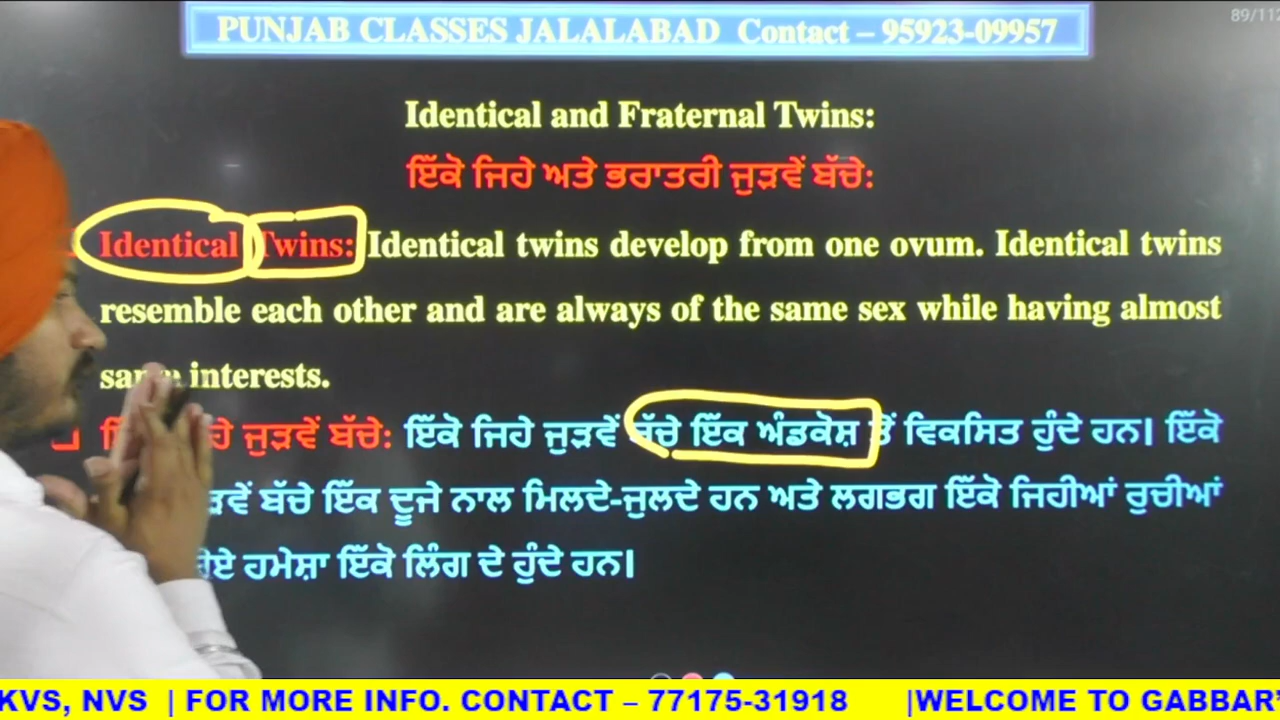 PUNJAB CLASSES JALALABAD Contact – 95923-09957
Identical and Fraternal Twins:
ਇੱਕੋ ਜਿਹੇ ਅਤੇ ਭਰਾਤਰੀ ਜੁੜਵੇਂ ਬੱਚੇ:
Identical Twins: Identical twins develop from one ovum. Identical twins
resemble each other and are always of the same sex while having almost
interests.
ਜੁੜਵੇਂ ਬੱਚੇ: ਇੱਕੋ ਜਿਹੇ ਜੁੜਵੇਂ ਬੱਚੇ ਇੱਕ ਅੰਡਕੋਸ਼ ਤੋਂ ਵਿਕਸਿਤ ਹੁੰਦੇ ਹਨ। ਇੱਕੋ
ਬੱਚੇ ਇੱਕ ਦੂਜੇ ਨਾਲ ਮਿਲਦੇ-ਜੁਲਦੇ ਹਨ ਅਤੇ ਲਗਭਗ ਇੱਕੋ ਜਿਹੀਆਂ ਰੁਚੀਆਂ
ਹਮੇਸ਼ਾ ਇੱਕੋ ਲਿੰਗ ਦੇ ਹੁੰਦੇ ਹਨ।
KVS, NVS | FOR MORE INFO. CONTACT – 77175-31918 |WELCOME TO GABBAR